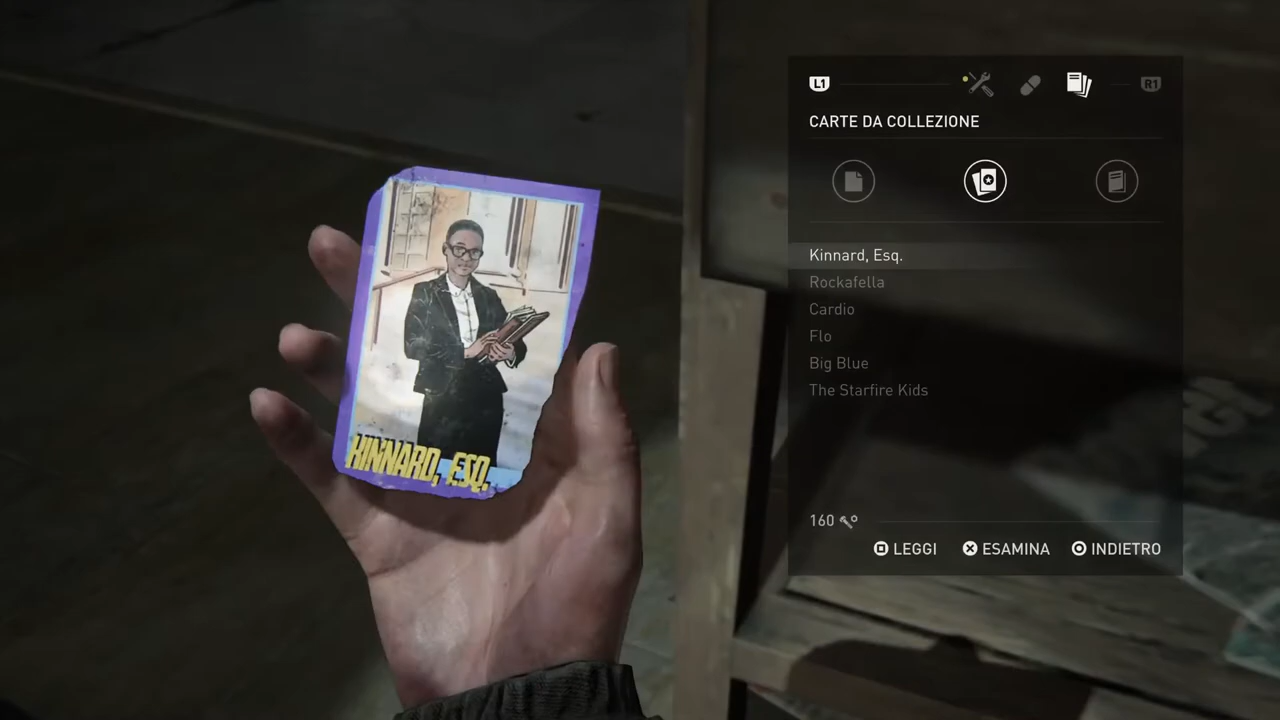 KINNARD, ESQ.
L1
R1
CARTE DA COLLEZIONE
Kinnard, Esq.
Rockafella
Cardio
Flo
Big Blue
The Starfire Kids
160
LEGGI ESAMINA INDIETRO